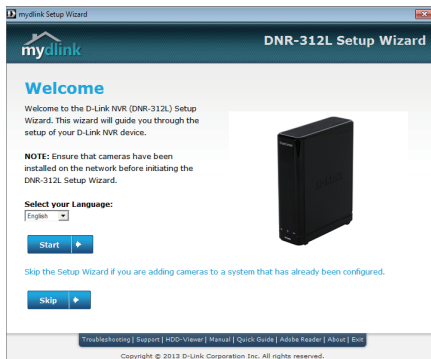 mydlink Setup Wizard
mydlink
DNR-312L Setup Wizard
Welcome
Welcome to the D-Link NVR (DNR-312L) Setup
Wizard. This wizard will guide you through the
setup of your D-Link NVR device.
NOTE: Ensure that cameras have been
installed on the network before initiating the
DNR-312L Setup Wizard.
Select your Language:
English
Start
Skip the Setup Wizard if you are adding cameras to a system that has already been configured.
Skip
Troubleshooting | Support | HDD-Viewer | Manual | Quick Guide | Adobe Reader | About | Exit
Copyright © 2013 D-Link Corporation Inc. All rights reserved.